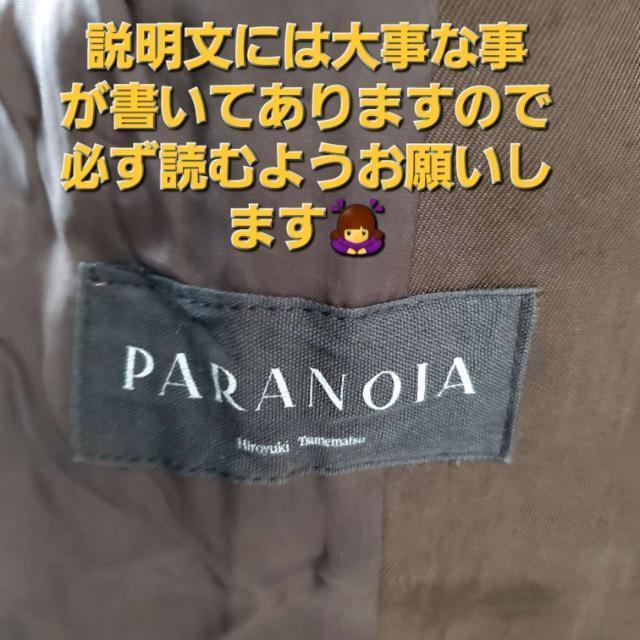 説明文には大事な事
が書いてありますので
必ず読むようお願いし
ます🙇‍♀️
PARANOIA
Hiroyuki Tsunematsu